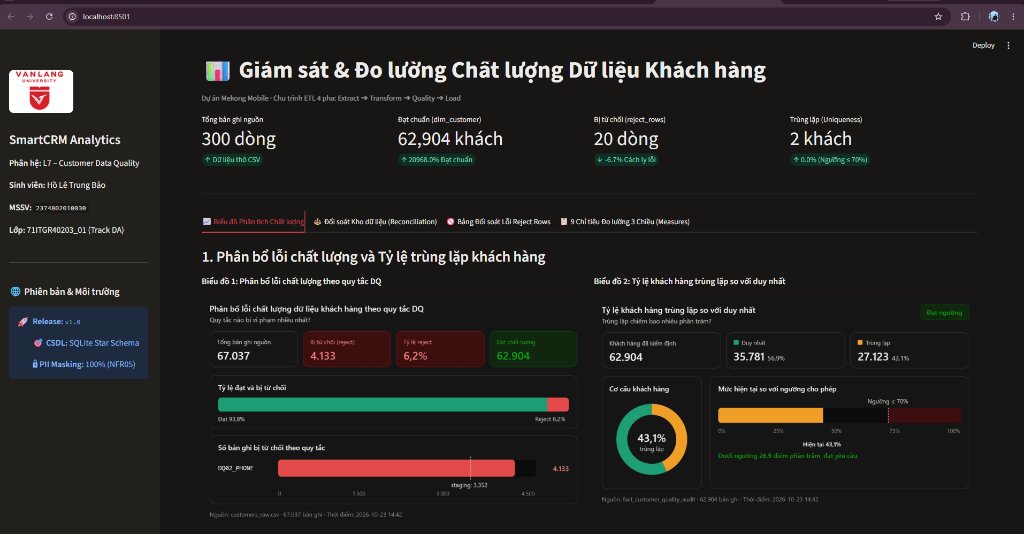 localhost:8501
Deploy
VANLANG
UNIVERSITY
SmartCRM Analytics
Phân hệ: L7 – Customer Data Quality
Sinh viên: Hồ Lê Trung Bảo
MSSV: 2374802010030
Lớp: 71ITGR40203_01 (Track DA)
🌐 Phiên bản & Môi trường
🚀 Release: v1.0
🎯 CSDL: SQLite Star Schema
🔒 PII Masking: 100% (NFR05)
📊 Giám sát & Đo lường Chất lượng Dữ liệu Khách hàng
Dự án Mekong Mobile · Chu trình ETL 4 pha: Extract ➔ Transform ➔ Quality ➔ Load
Tổng bản ghi nguồn
300 dòng
↑ Dữ liệu thô CSV
Đạt chuẩn (dim_customer)
62,904 khách
↑ 20968.0% Đạt chuẩn
Bị từ chối (reject_rows)
20 dòng
↓ -6.7% Cách ly lỗi
Trùng lặp (Uniqueness)
2 khách
↑ 0.0% (Ngưỡng ≤ 70%)
📈 Biểu đồ Phân tích Chất lượng
Đối soát Kho dữ liệu (Reconciliation)
Bảng Đối soát Lỗi Reject Rows
9 Chỉ tiêu Đo lường 3 Chiều (Measures)
1. Phân bổ lỗi chất lượng và Tỷ lệ trùng lặp khách hàng
Biểu đồ 1: Phân bố lỗi chất lượng theo quy tắc DQ
Phân bố lỗi chất lượng dữ liệu khách hàng theo quy tắc DQ
Quy tắc nào bị vi phạm nhiều nhất?
Tổng bản ghi nguồn
67.037
Bị từ chối (reject)
4.133
Tỷ lệ reject
6,2%
Đạt chất lượng
62.904
Tỷ lệ đạt và bị từ chối
Đạt 93,8%
Reject 6,2%
Số bản ghi bị từ chối theo quy tắc
DQ02_PHONE
4.133
staging: 3.352
0 1.500 3.000 4.500
Nguồn: customers_raw.csv · 67.037 bản ghi · Thời điểm: 2026-10-23 14:42
Biểu đồ 2: Tỷ lệ khách hàng trùng lặp so với duy nhất
Tỷ lệ khách hàng trùng lặp so với duy nhất
Đạt ngưỡng
Trùng lặp chiếm bao nhiêu phần trăm?
Khách hàng đã kiểm định
62.904
Duy nhất
35.781 56,9%
Trùng lặp
27.123 43,1%
Cơ cấu khách hàng
43,1%
trùng lặp
Mức hiện tại so với ngưỡng cho phép
Ngưỡng ≤ 70%
0% 25% 50% 75% 100%
Hiện tại 43,1%
Dưới ngưỡng 26,9 điểm phần trăm, đạt yêu cầu.
Nguồn: fact_customer_quality_audit · 62.904 bản ghi · Thời điểm: 2026-10-23 14:42